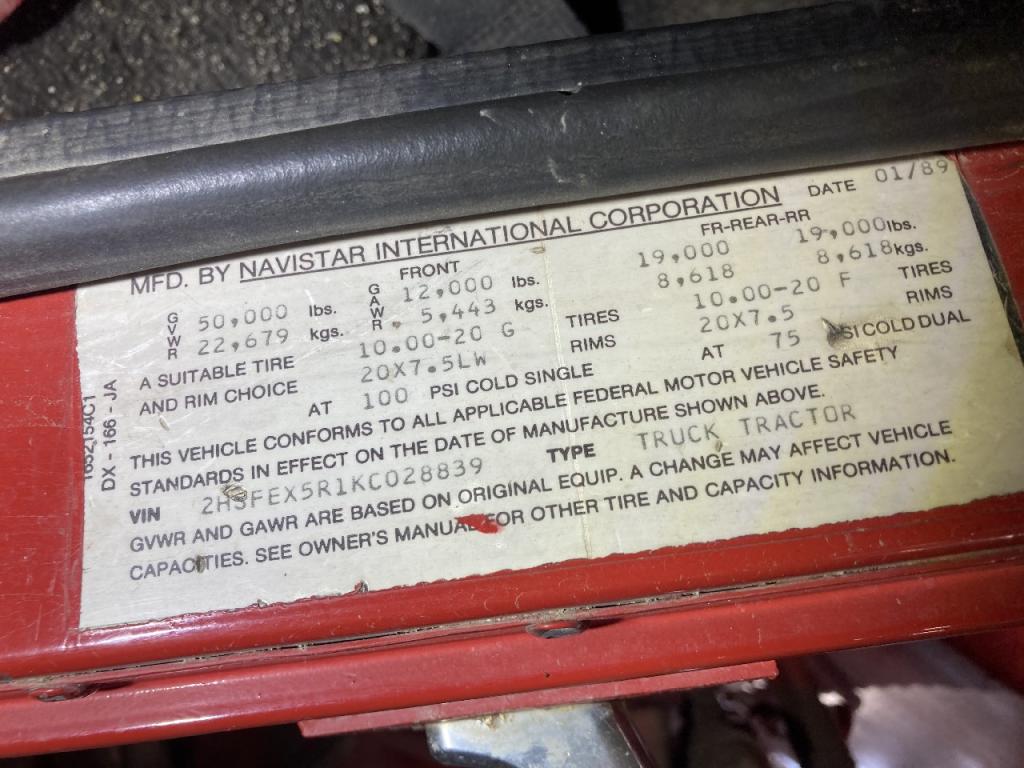 MFD. BY NAVISTAR INTERNATIONAL CORPORATION DATE 01/89
FRONT FR-REAR-RR
GVWR 50,000 lbs. GAWR 12,000 lbs. 19,000 19,000 lbs.
22,679 kgs. 5,443 kgs. 8,618 8,618 kgs.
A SUITABLE TIRE 10.00-20 G TIRES 10.00-20 F TIRES
AND RIM CHOICE 20X7.5LW RIMS 20X7.5 RIMS
AT 100 PSI COLD SINGLE AT 75 PSI COLD DUAL
THIS VEHICLE CONFORMS TO ALL APPLICABLE FEDERAL MOTOR VEHICLE SAFETY
STANDARDS IN EFFECT ON THE DATE OF MANUFACTURE SHOWN ABOVE.
VIN 2HSFEX5R1KC028839 TYPE TRUCK TRACTOR
GVWR AND GAWR ARE BASED ON ORIGINAL EQUIP. A CHANGE MAY AFFECT VEHICLE
CAPACITIES. SEE OWNER'S MANUAL FOR OTHER TIRE AND CAPACITY INFORMATION.
1652154C1
DX - 166 - JA